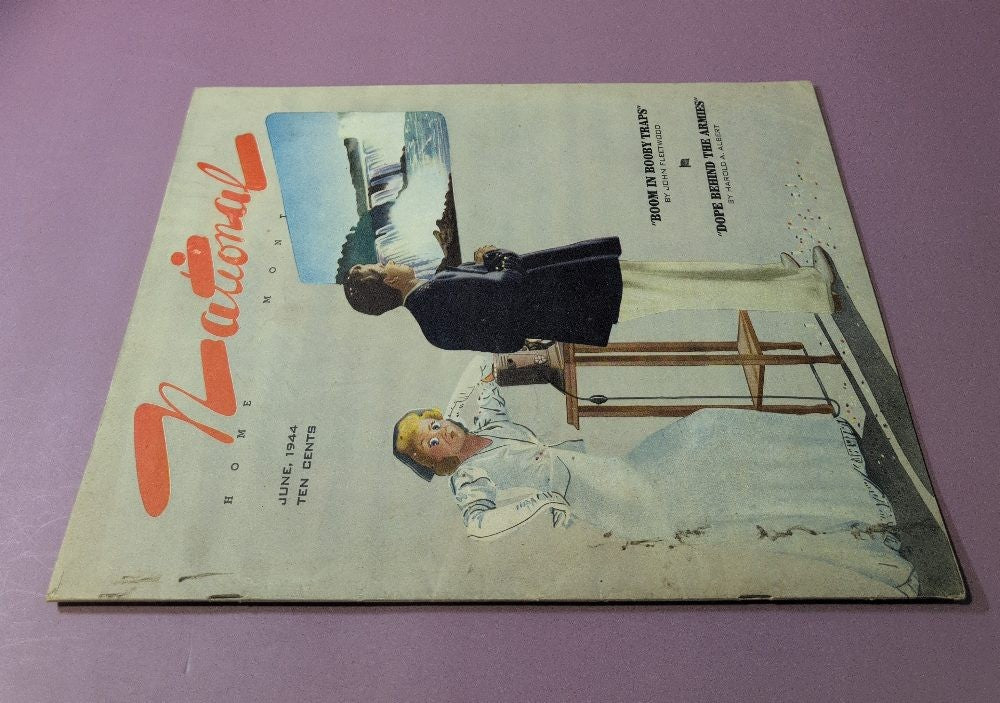 National
HOME MONT
JUNE, 1944
TEN CENTS
"BOOM IN BOOBY TRAPS"
BY JOHN FLEETWOOD
"DOPE BEHIND THE ARMIES"
BY HAROLD A. ALBERT